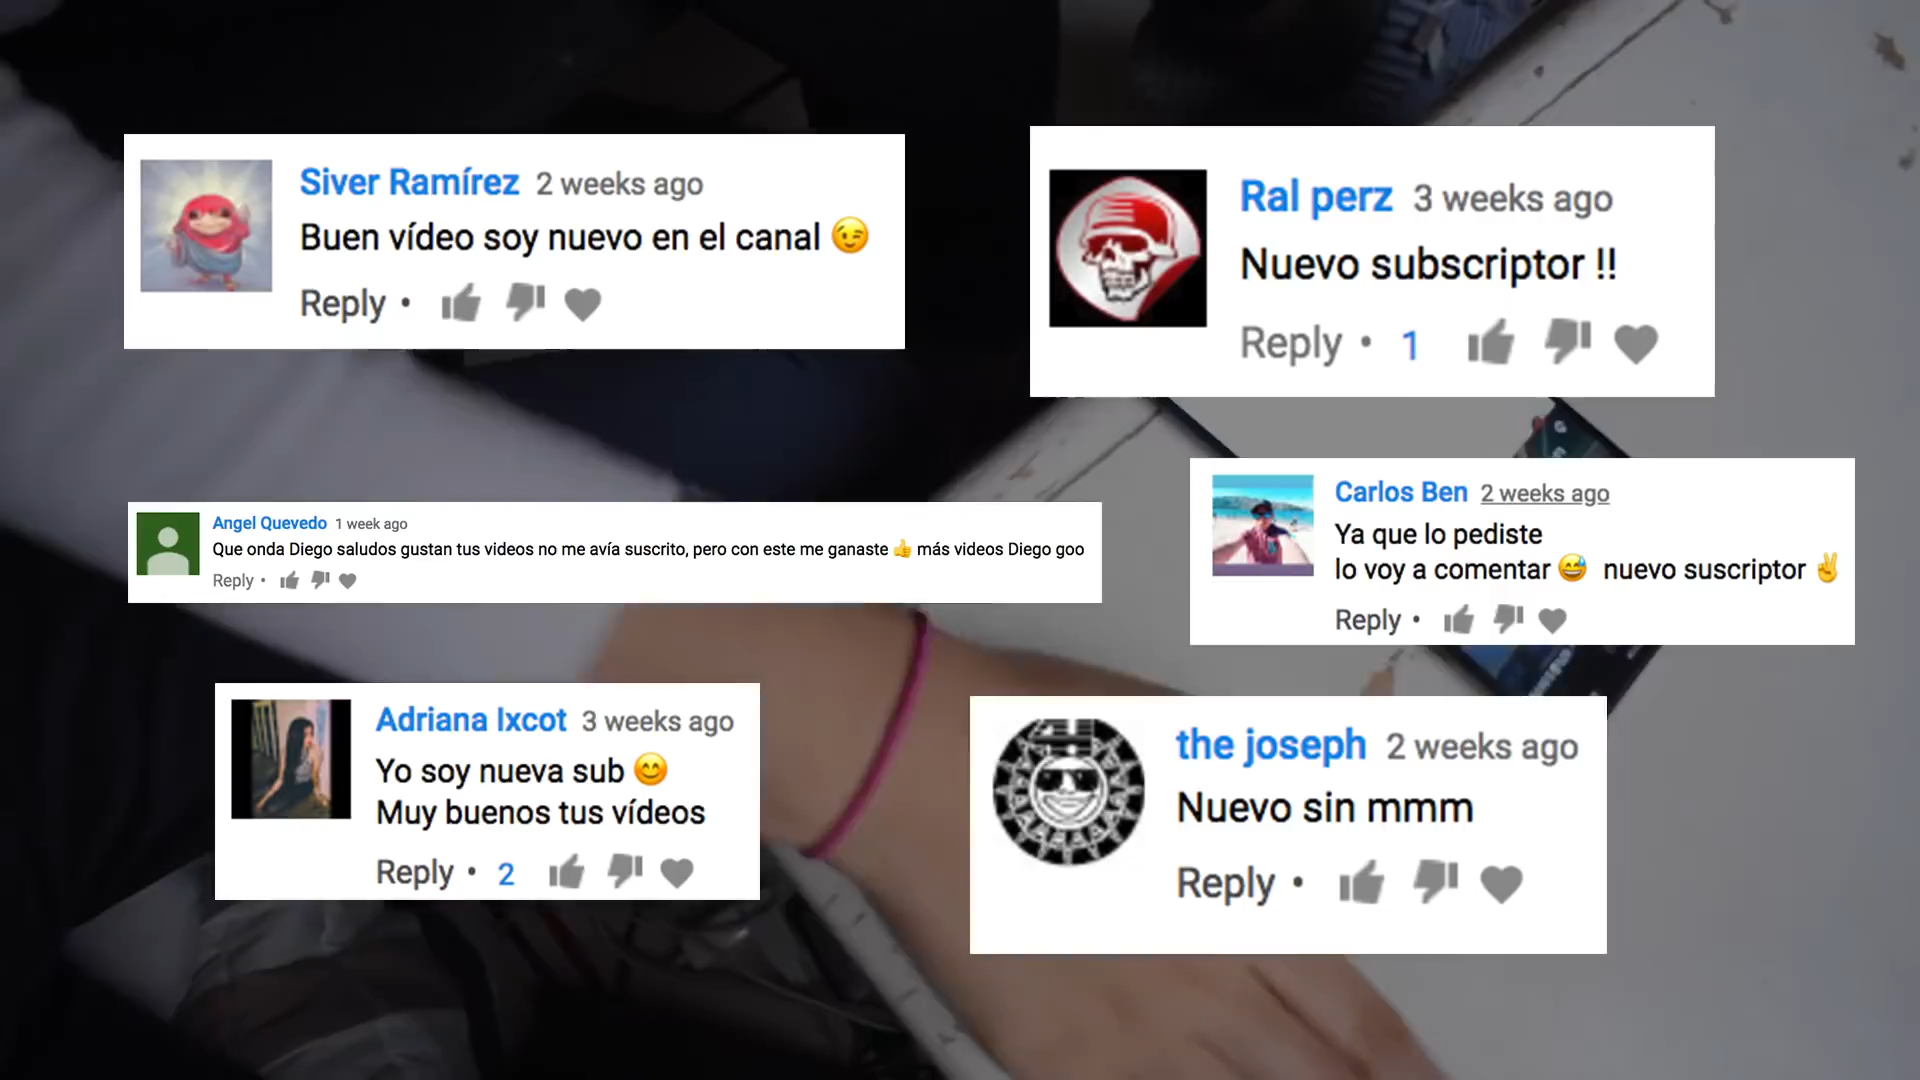 Siver Ramírez 2 weeks ago
Buen vídeo soy nuevo en el canal 😉
Reply •
Ral perz 3 weeks ago
Nuevo subscriptor !!
Reply • 1
Angel Quevedo 1 week ago
Que onda Diego saludos gustan tus videos no me avía suscrito, pero con este me ganaste 👍 más videos Diego goo
Reply •
Carlos Ben 2 weeks ago
Ya que lo pediste
lo voy a comentar 😅 nuevo suscriptor ✌
Reply •
Adriana Ixcot 3 weeks ago
Yo soy nueva sub 😊
Muy buenos tus vídeos
Reply • 2
the joseph 2 weeks ago
Nuevo sin mmm
Reply •